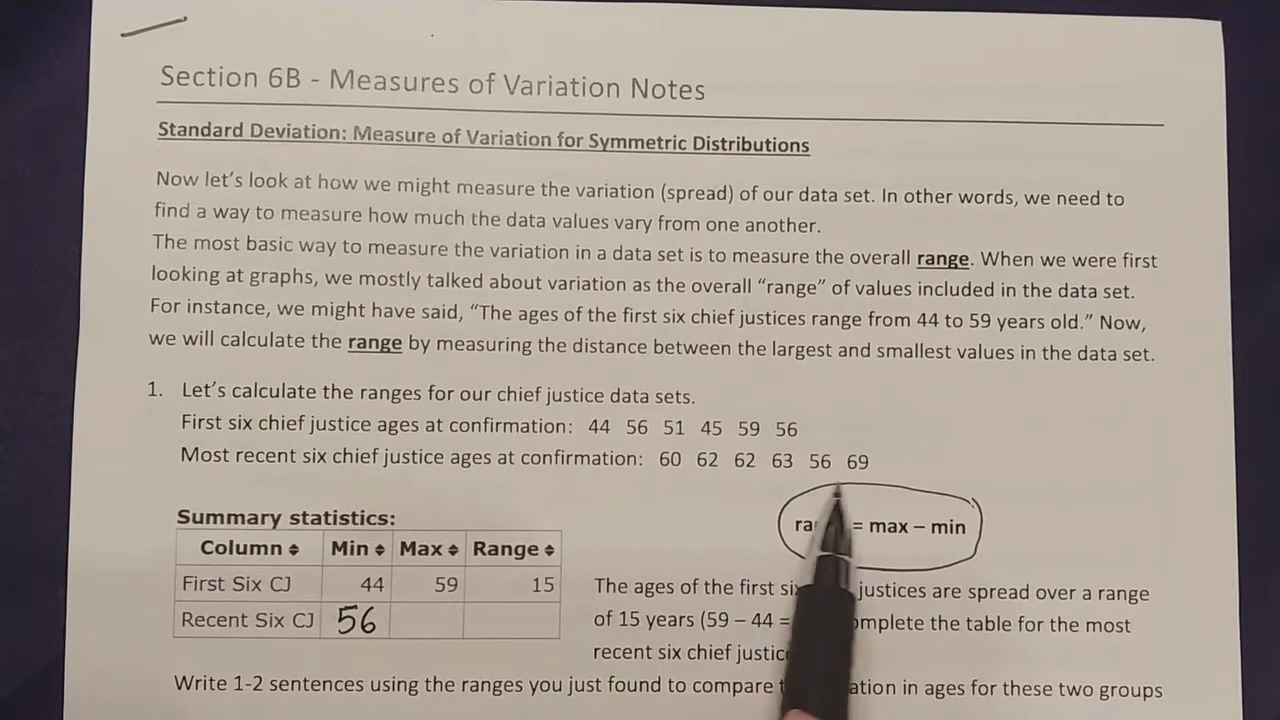 Section 6B - Measures of Variation Notes
Standard Deviation: Measure of Variation for Symmetric Distributions
Now let's look at how we might measure the variation (spread) of our data set. In other words, we need to
find a way to measure how much the data values vary from one another.
The most basic way to measure the variation in a data set is to measure the overall range. When we were first
looking at graphs, we mostly talked about variation as the overall “range” of values included in the data set.
For instance, we might have said, “The ages of the first six chief justices range from 44 to 59 years old.” Now,
we will calculate the range by measuring the distance between the largest and smallest values in the data set.
1. Let's calculate the ranges for our chief justice data sets.
First six chief justice ages at confirmation: 44 56 51 45 59 56
Most recent six chief justice ages at confirmation: 60 62 62 63 56 69
Summary statistics:
Column Min Max Range
First Six CJ 44 59 15
Recent Six CJ 56
= max – min
The ages of the first six justices are spread over a range
of 15 years (59 – 44 = the table for the most
recent six chief
Write 1-2 sentences using the ranges you just found to compare in ages for these two groups